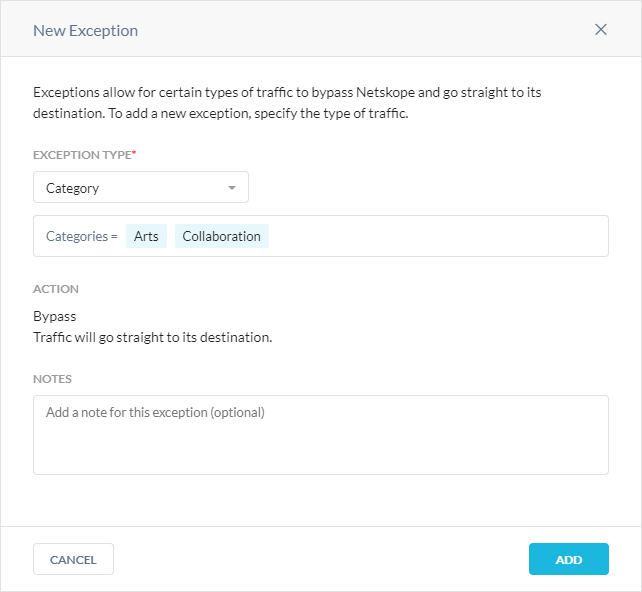 New Exception
Exceptions allow for certain types of traffic to bypass Netskope and go straight to its
destination. To add a new exception, specify the type of traffic.
EXCEPTION TYPE*
Category
Categories = Arts Collaboration
ACTION
Bypass
Traffic will go straight to its destination.
NOTES
Add a note for this exception (optional)
CANCEL ADD